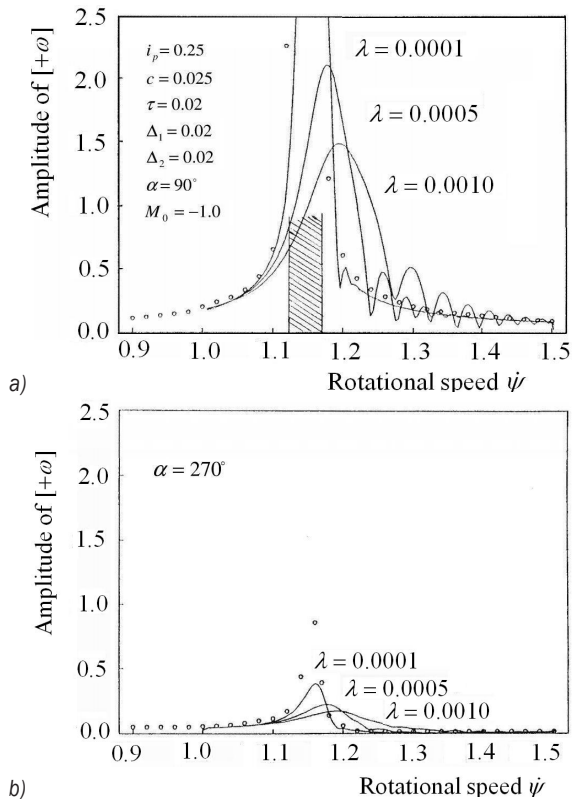 Amplitude of [+ω]
2.5
2.0
1.5
1.0
0.5
0.0
i_p = 0.25
c = 0.025
τ = 0.02
Δ₁ = 0.02
Δ₂ = 0.02
α = 90°
M₀ = −1.0
λ = 0.0001
λ = 0.0005
λ = 0.0010
0.9 1.0 1.1 1.2 1.3 1.4 1.5
Rotational speed ψ̇
a)
Amplitude of [+ω]
2.5
2.0
1.5
1.0
0.5
0.0
α = 270°
λ = 0.0001
λ = 0.0005
λ = 0.0010
0.9 1.0 1.1 1.2 1.3 1.4 1.5
Rotational speed ψ̇
b)